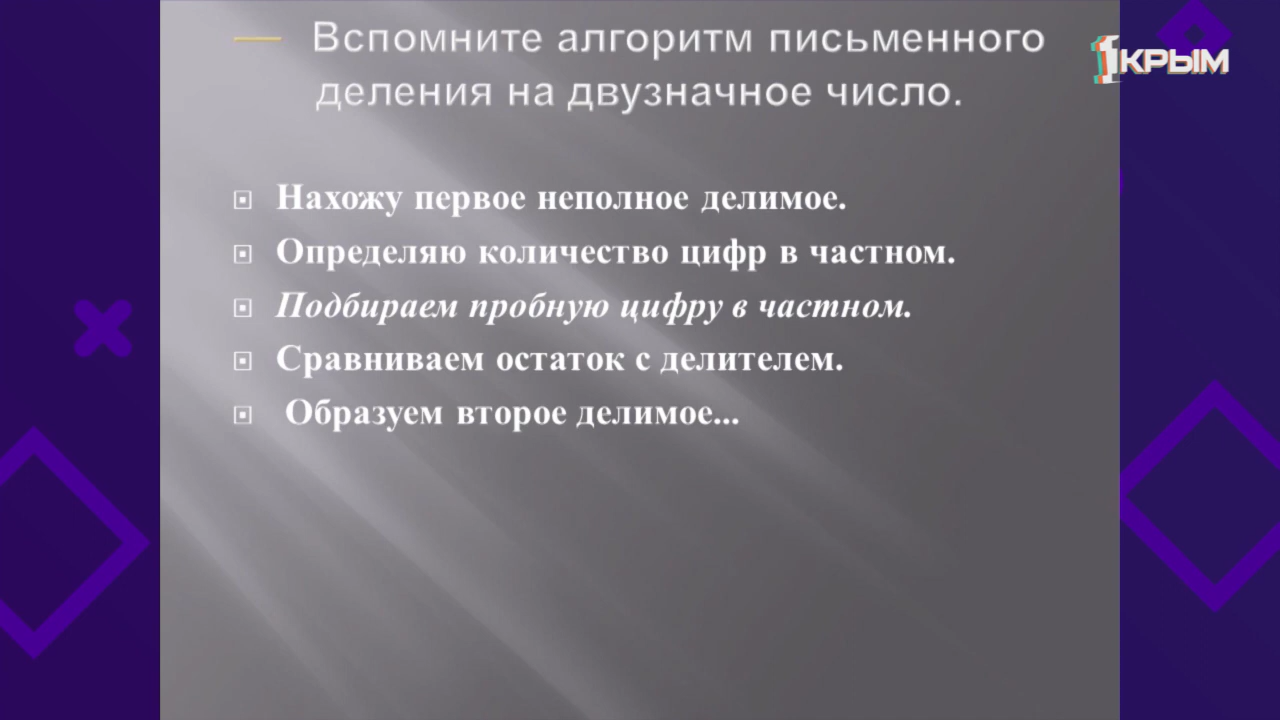 — Вспомните алгоритм письменного
деления на двузначное число.
1КРЫМ
Нахожу первое неполное делимое.
Определяю количество цифр в частном.
Подбираем пробную цифру в частном.
Сравниваем остаток с делителем.
Образуем второе делимое...